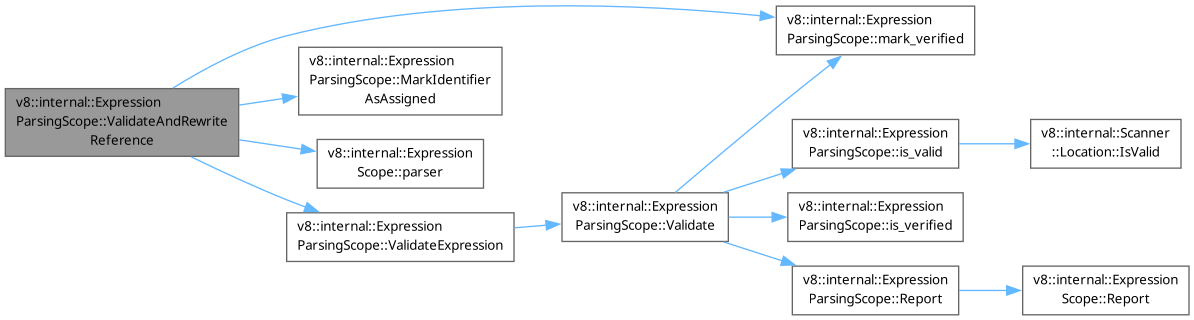 v8::internal::Expression
ParsingScope::ValidateAndRewrite
Reference
v8::internal::Expression
ParsingScope::MarkIdentifier
AsAssigned
v8::internal::Expression
Scope::parser
v8::internal::Expression
ParsingScope::ValidateExpression
v8::internal::Expression
ParsingScope::Validate
v8::internal::Expression
ParsingScope::mark_verified
v8::internal::Expression
ParsingScope::is_valid
v8::internal::Expression
ParsingScope::is_verified
v8::internal::Expression
ParsingScope::Report
v8::internal::Scanner
::Location::IsValid
v8::internal::Expression
Scope::Report